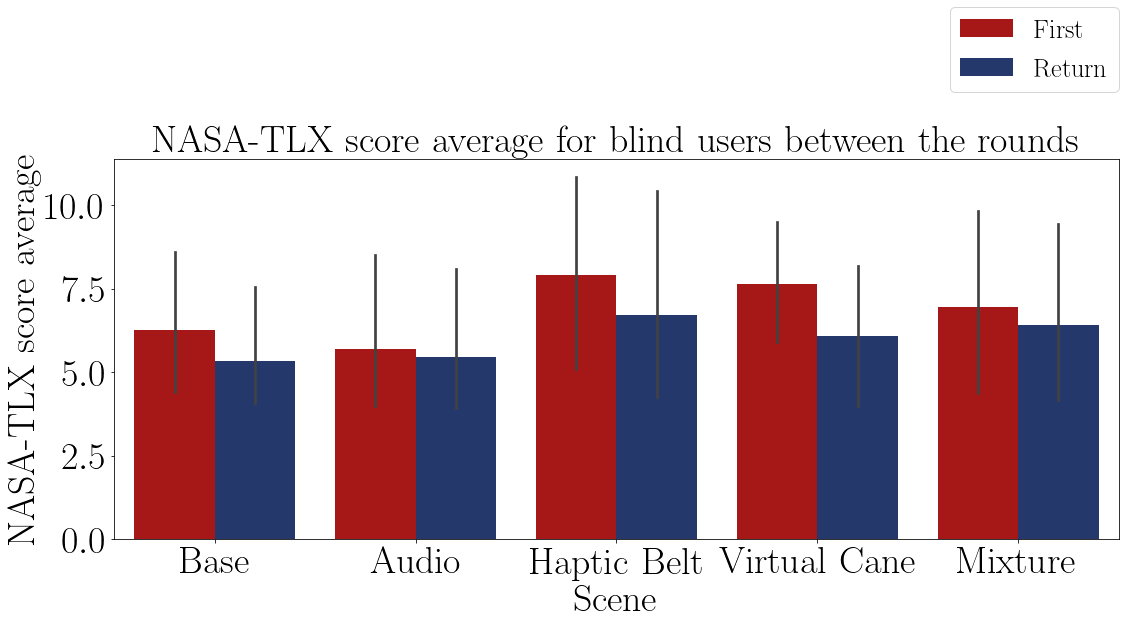 First
Return
NASA-TLX score average for blind users between the rounds
NASA-TLX score average
10.0
7.5
5.0
2.5
0.0
Base Audio Haptic Belt Virtual Cane Mixture
Scene